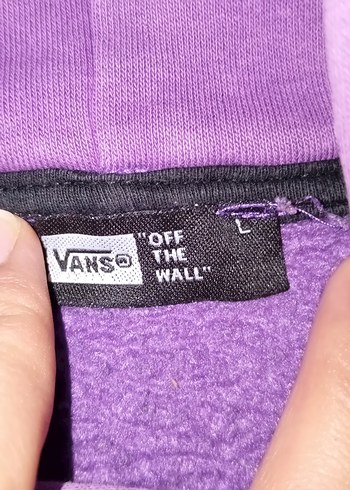 VANS®
"OFF
THE
WALL"
L